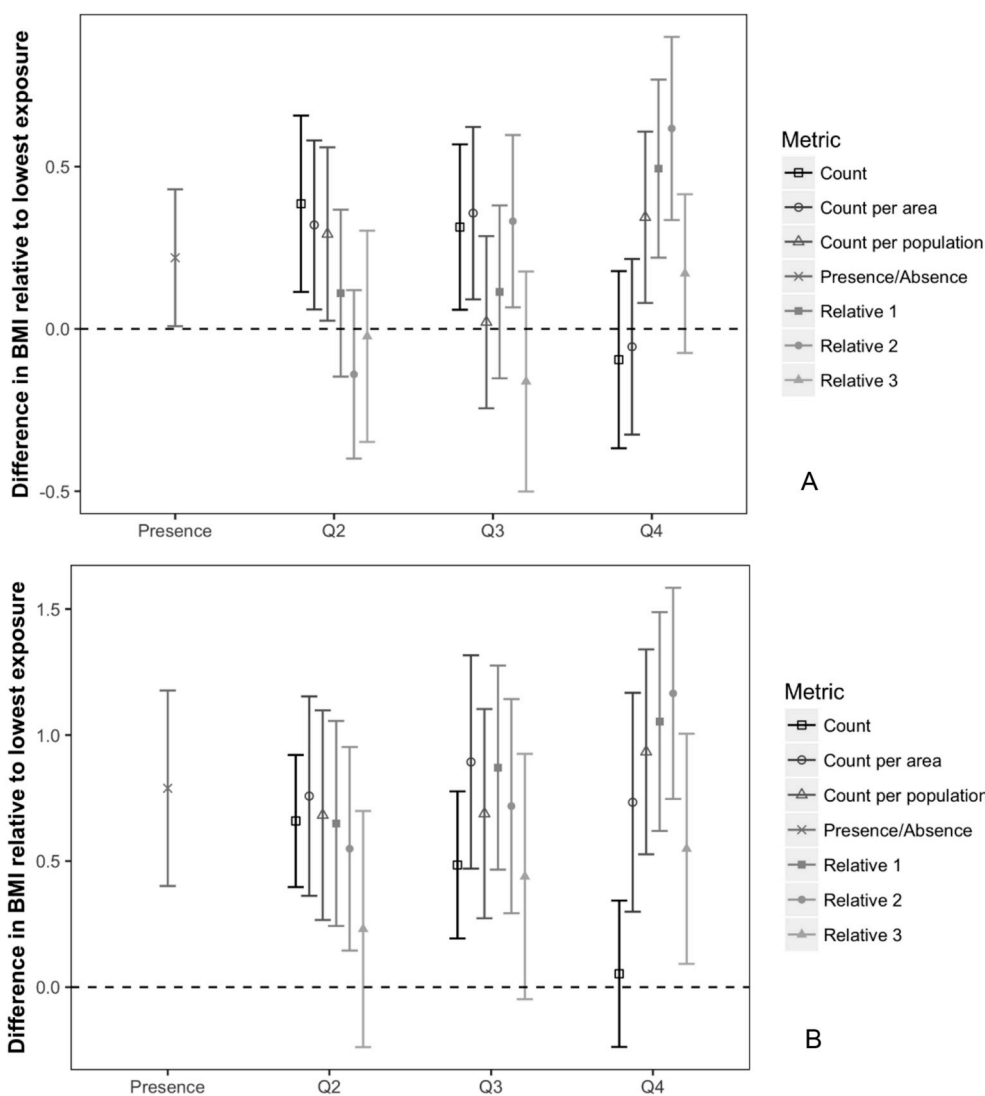 Difference in BMI relative to lowest exposure
0.5
0.0
-0.5
Presence
Q2
Q3
Q4
Metric
Count
Count per area
Count per population
Presence/Absence
Relative 1
Relative 2
Relative 3
A
Difference in BMI relative to lowest exposure
1.5
1.0
0.5
0.0
Presence
Q2
Q3
Q4
Metric
Count
Count per area
Count per population
Presence/Absence
Relative 1
Relative 2
Relative 3
B